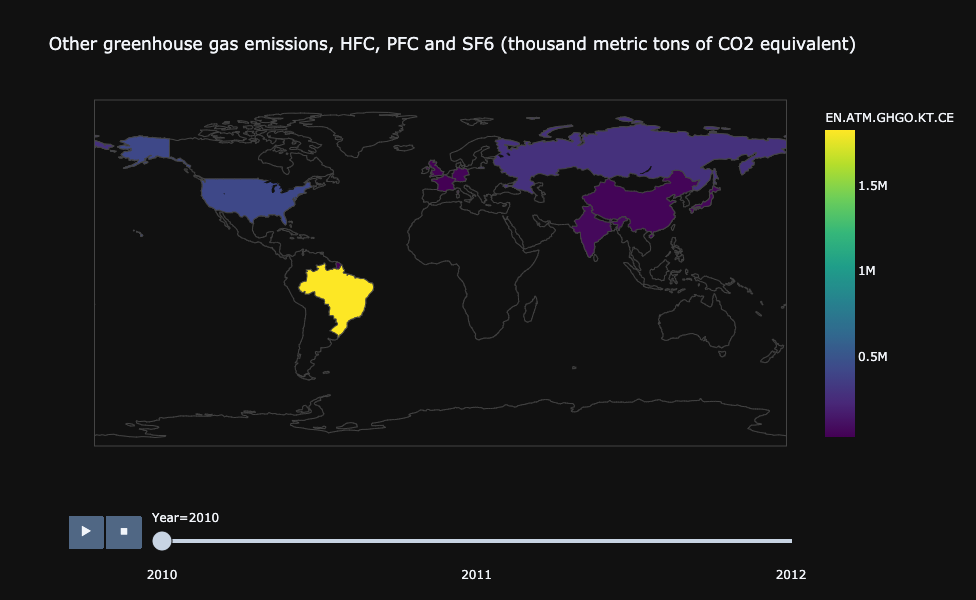 Other greenhouse gas emissions, HFC, PFC and SF6 (thousand metric tons of CO2 equivalent)
EN.ATM.GHGO.KT.CE
1.5M
1M
0.5M
Year=2010
2010 2011 2012